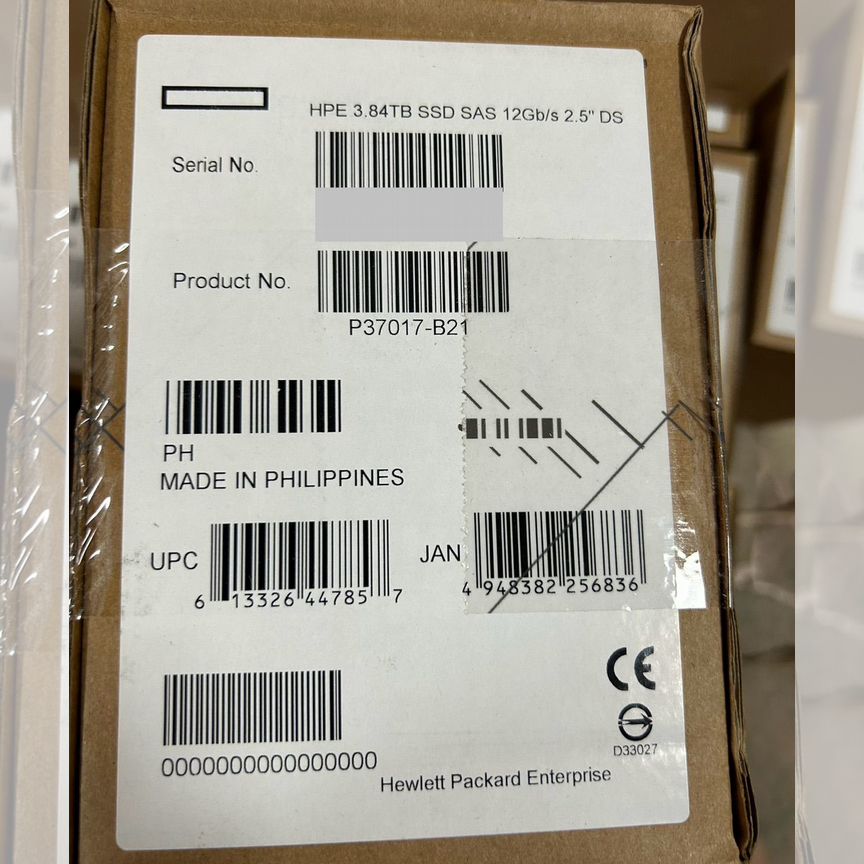 HPE 3.84TB SSD SAS 12Gb/s 2.5" DS
Serial No.
Product No.
P37017-B21
PH
MADE IN PHILIPPINES
UPC
6 13326 44785 7
JAN
4 948382 256836
CE
D33027
0000000000000000
Hewlett Packard Enterprise